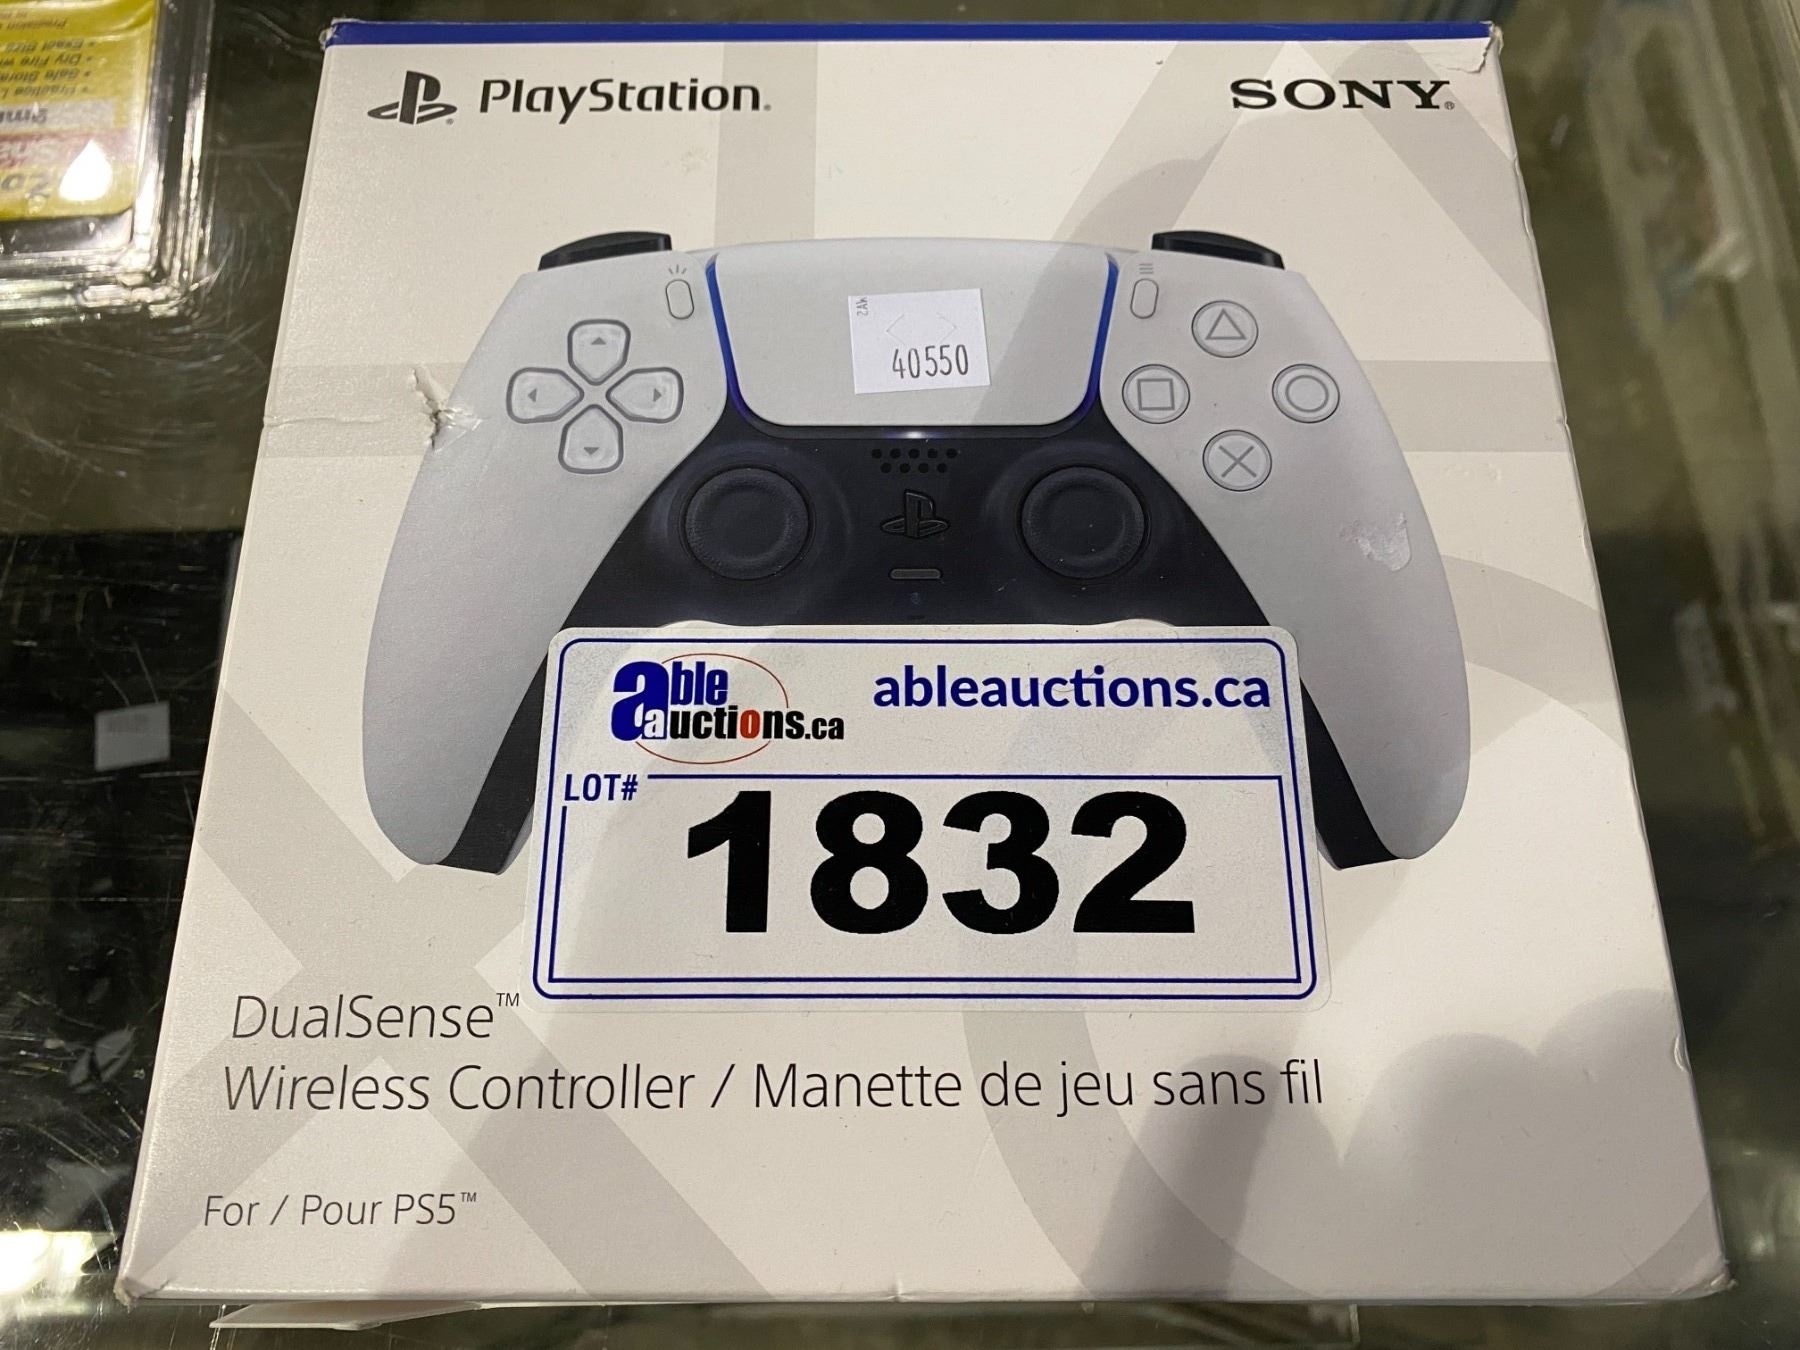 PlayStation®
SONY®
2AW
40550
able auctions.ca
ableauctions.ca
LOT#
1832
DualSense™
Wireless Controller / Manette de jeu sans fil
For / Pour PS5™